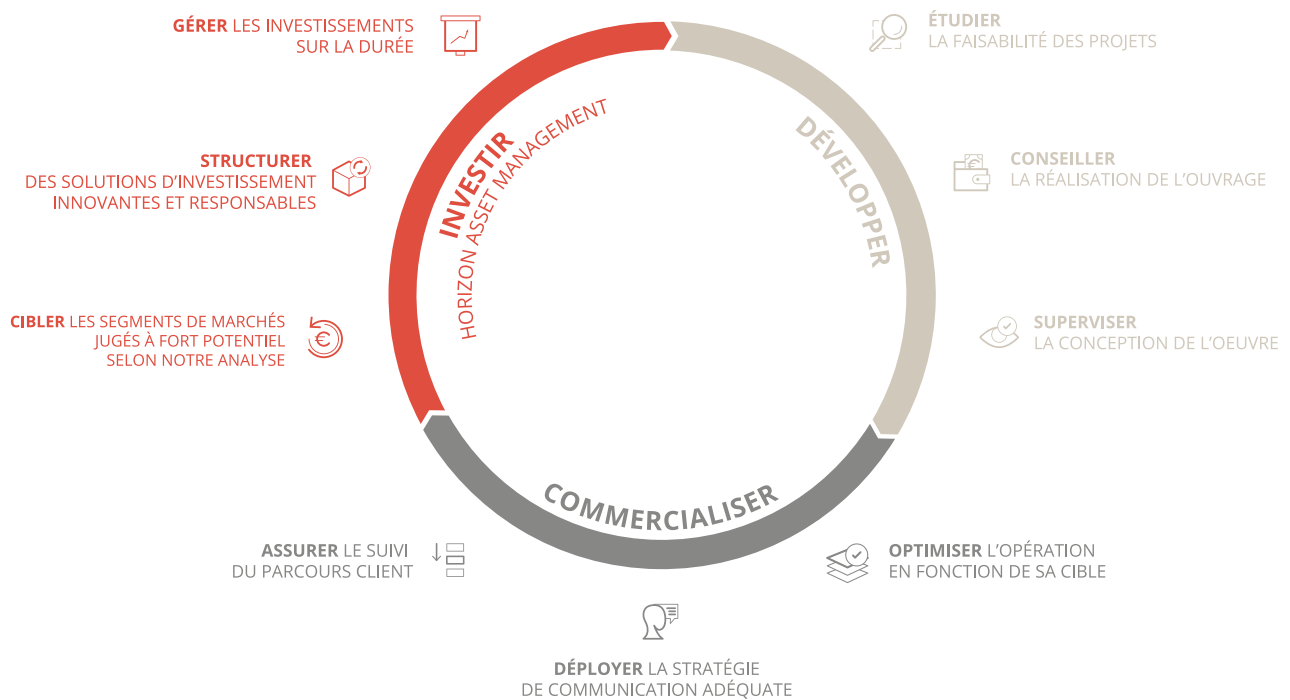 GÉRER LES INVESTISSEMENTS
SUR LA DURÉE
STRUCTURER
DES SOLUTIONS D'INVESTISSEMENT
INNOVANTES ET RESPONSABLES
CIBLER LES SEGMENTS DE MARCHÉS
JUGÉS À FORT POTENTIEL
SELON NOTRE ANALYSE
INVESTIR
HORIZON ASSET MANAGEMENT
DÉVELOPPER
ÉTUDIER
LA FAISABILITÉ DES PROJETS
CONSEILLER
LA RÉALISATION DE L'OUVRAGE
SUPERVISER
LA CONCEPTION DE L'OEUVRE
COMMERCIALISER
ASSURER LE SUIVI
DU PARCOURS CLIENT
OPTIMISER L'OPÉRATION
EN FONCTION DE SA CIBLE
DÉPLOYER LA STRATÉGIE
DE COMMUNICATION ADÉQUATE